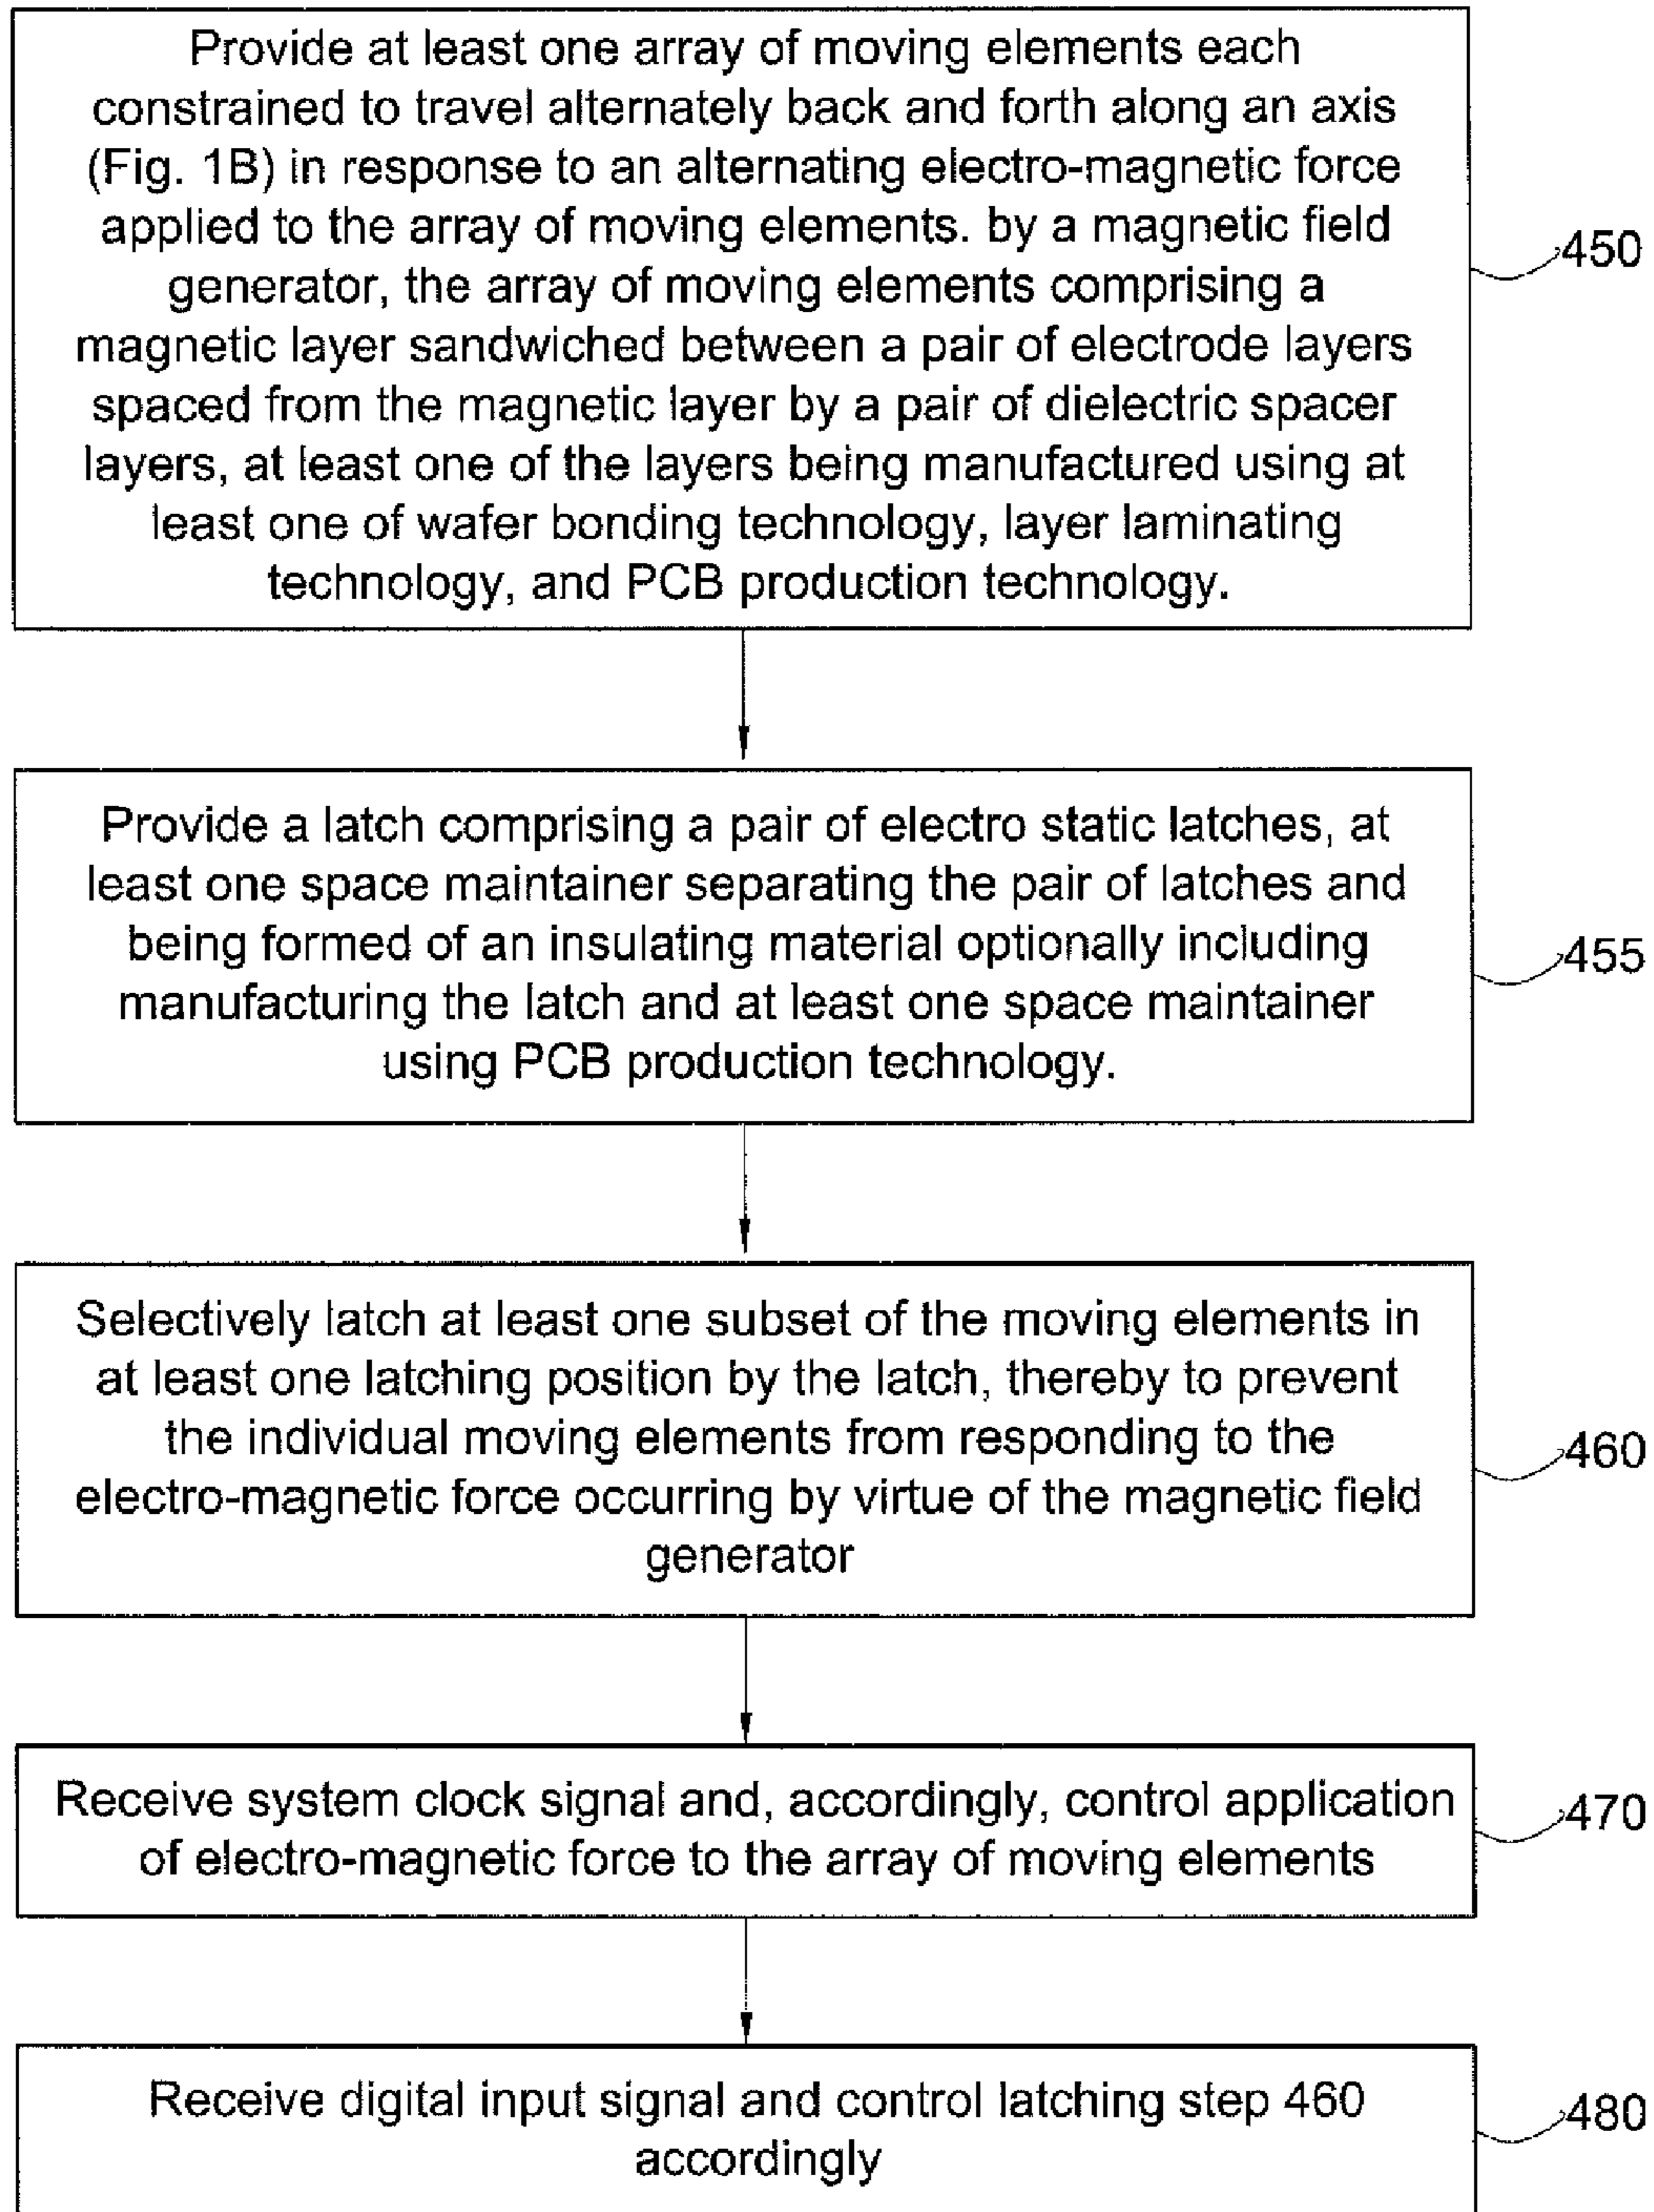 Provide at least one array of moving elements each
constrained to travel alternately back and forth along an axis
(Fig. 1B) in response to an alternating electro-magnetic force
applied to the array of moving elements. by a magnetic field
generator, the array of moving elements comprising a
magnetic layer sandwiched between a pair of electrode layers
spaced from the magnetic layer by a pair of dielectric spacer
layers, at least one of the layers being manufactured using at
least one of wafer bonding technology, layer laminating
technology, and PCB production technology.
450
Provide a latch comprising a pair of electro static latches, at
least one space maintainer separating the pair of latches and
being formed of an insulating material optionally including
manufacturing the latch and at least one space maintainer
using PCB production technology.
455
Selectively latch at least one subset of the moving elements in
at least one latching position by the latch, thereby to prevent
the individual moving elements from responding to the
electro-magnetic force occurring by virtue of the magnetic field
generator
460
Receive system clock signal and, accordingly, control application
of electro-magnetic force to the array of moving elements
470
Receive digital input signal and control latching step 460
accordingly
480